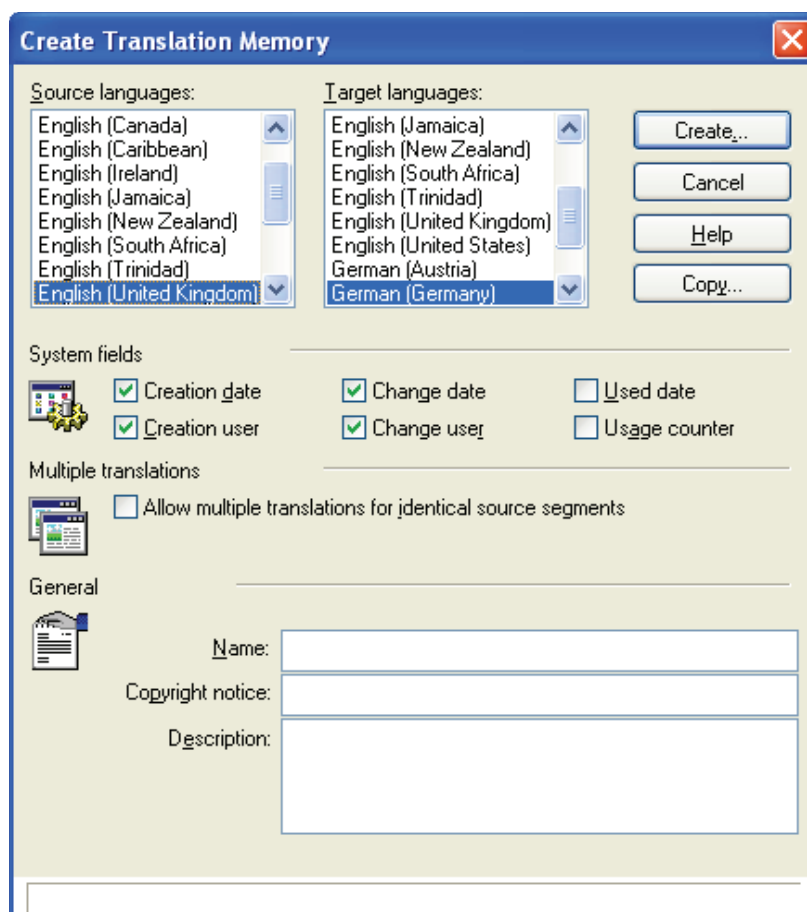 Create Translation Memory
Source languages:
English (Canada)
English (Caribbean)
English (Ireland)
English (Jamaica)
English (New Zealand)
English (South Africa)
English (Trinidad)
English (United Kingdom)
Target languages:
English (Jamaica)
English (New Zealand)
English (South Africa)
English (Trinidad)
English (United Kingdom)
English (United States)
German (Austria)
German (Germany)
Create...
Cancel
Help
Copy...
System fields
Creation date
Change date
Used date
Creation user
Change user
Usage counter
Multiple translations
Allow multiple translations for identical source segments
General
Name:
Copyright notice:
Description: